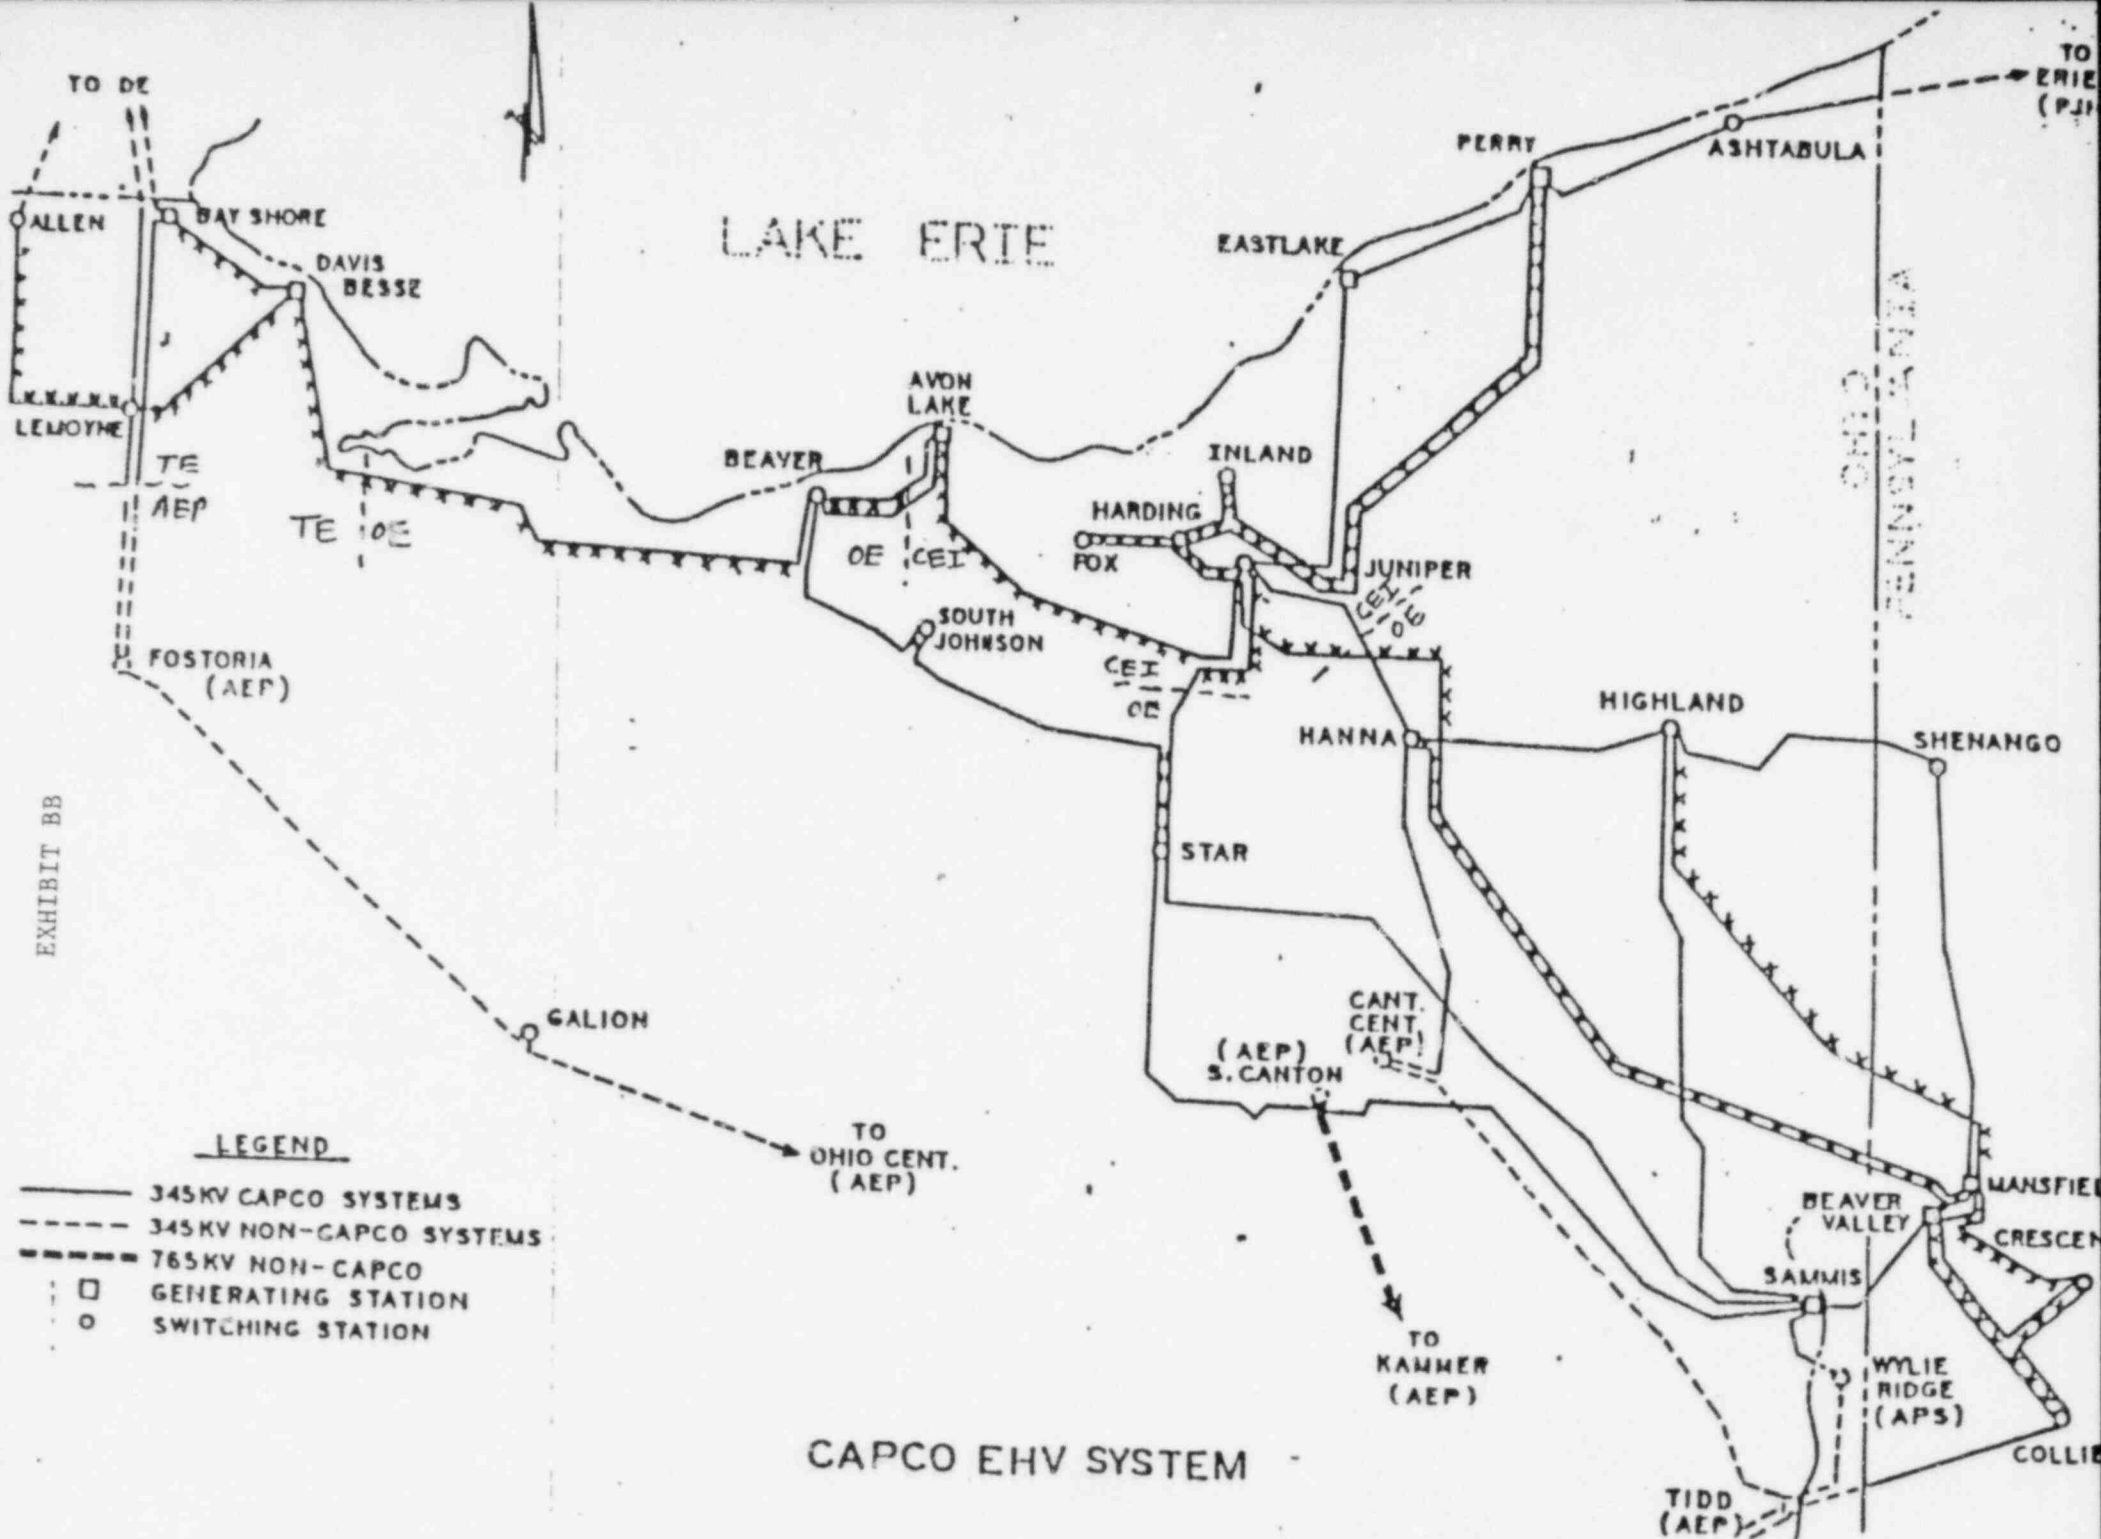 TO DE
TO
ERIE
ALLEN
BAY SHORE
DAVIS
BESSE
LAKE ERIE
PERRY
ASHTABULA
EASTLAKE
OHIO
PENNSYLVANIA
LEMOYNE
TE
AEP
TE OE
BEAVER
AVON
LAKE
OE CEI
INLAND
HARDING
FOX
JUNIPER
CEI
OE
SOUTH
JOHNSON
CEI
OE
FOSTORIA
(AEP)
HANNA
HIGHLAND
SHENANGO
STAR
EXHIBIT BB
GALION
CANT.
CENT.
(AEP)
(AEP)
S. CANTON
TO
OHIO CENT.
(AEP)
LEGEND
345KV CAPCO SYSTEMS
345KV NON-CAPCO SYSTEMS
765KV NON-CAPCO
GENERATING STATION
SWITCHING STATION
MANSFIE
BEAVER
VALLEY
CRESCEN
SAMMIS
TO
KAMMER
(AEP)
WYLIE
RIDGE
(APS)
COLLIE
TIDD
(AEP)
CAPCO EHV SYSTEM